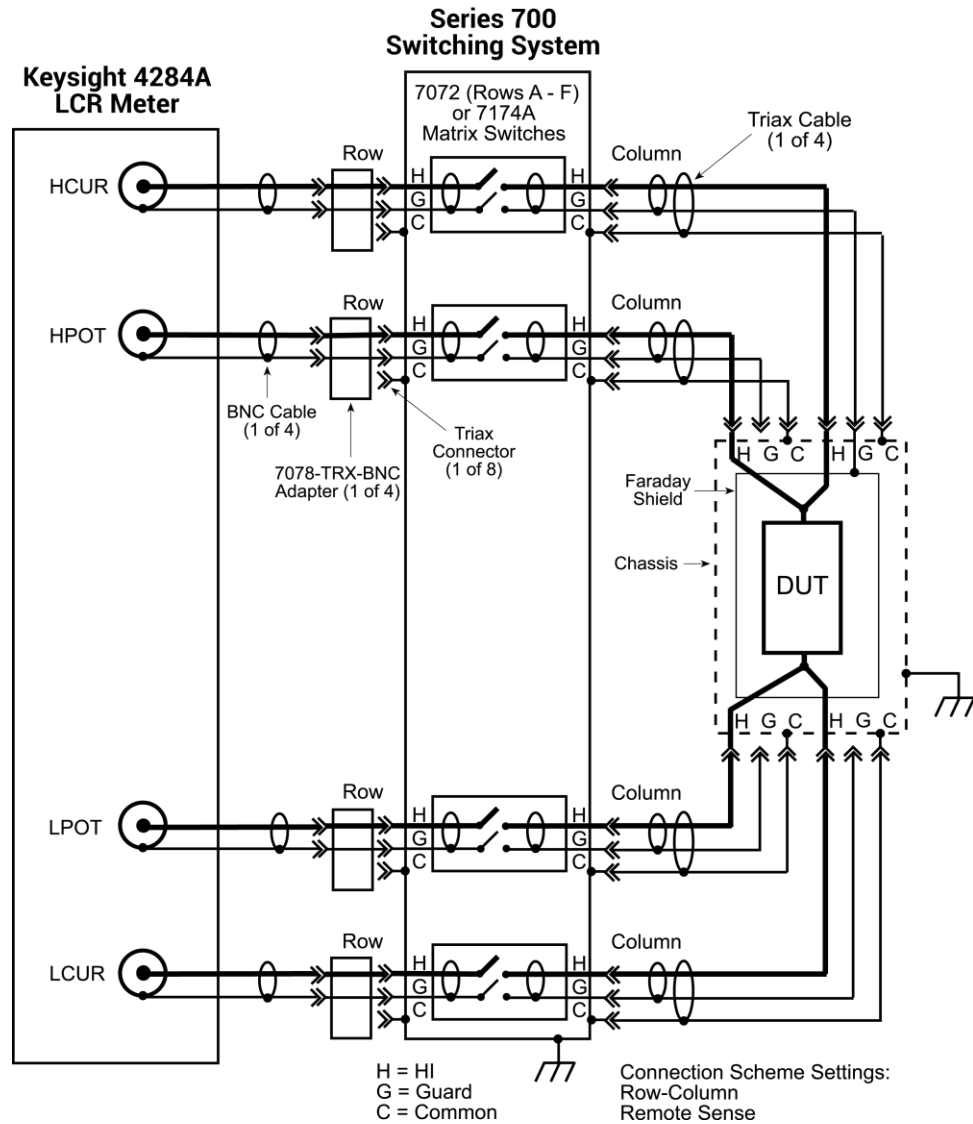 Series 700
Switching System
Keysight 4284A
LCR Meter
7072 (Rows A - F)
or 7174A
Matrix Switches
Triax Cable
(1 of 4)
Row
Column
HCUR
H
G
C
H
G
C
Row
Column
HPOT
H
G
C
H
G
C
BNC Cable
(1 of 4)
7078-TRX-BNC
Adapter (1 of 4)
Triax
Connector
(1 of 8)
H G C H G C
Faraday
Shield
Chassis
DUT
H G C H G C
Row
Column
LPOT
H
G
C
H
G
C
Row
Column
LCUR
H
G
C
H
G
C
H = HI
G = Guard
C = Common
Connection Scheme Settings:
Row-Column
Remote Sense